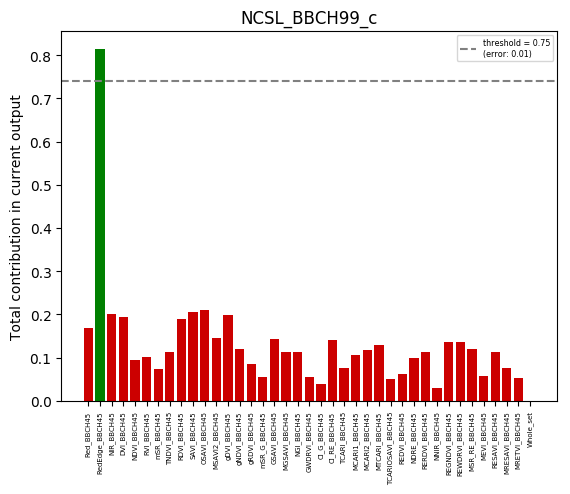 NCSL_BBCH99_c
threshold = 0.75
(error: 0.01)
Total contribution in current output
0.8
0.7
0.6
0.5
0.4
0.3
0.2
0.1
0.0
Red_BBCH45
RedEdge_BBCH45
NIR_BBCH45
DVI_BBCH45
NDVI_BBCH45
RVI_BBCH45
mSR_BBCH45
TNDVI_BBCH45
RDVI_BBCH45
SAVI_BBCH45
OSAVI_BBCH45
MSAVI2_BBCH45
gDVI_BBCH45
gNDVI_BBCH45
gRDVI_BBCH45
mSR_G_BBCH45
GSAVI_BBCH45
MGSAVI_BBCH45
NGI_BBCH45
GWDRVI_BBCH45
CI_G_BBCH45
CI_RE_BBCH45
TCARI_BBCH45
MCARI1_BBCH45
MCARI2_BBCH45
MTCARI_BBCH45
TCARIOSAVI_BBCH45
REDVI_BBCH45
NDRE_BBCH45
RERDVI_BBCH45
NNIR_BBCH45
REGNDVI_BBCH45
REWDRVI_BBCH45
MSR_RE_BBCH45
MEVI_BBCH45
RESAVI_BBCH45
MRESAVI_BBCH45
MRETVI_BBCH45
Whole_set